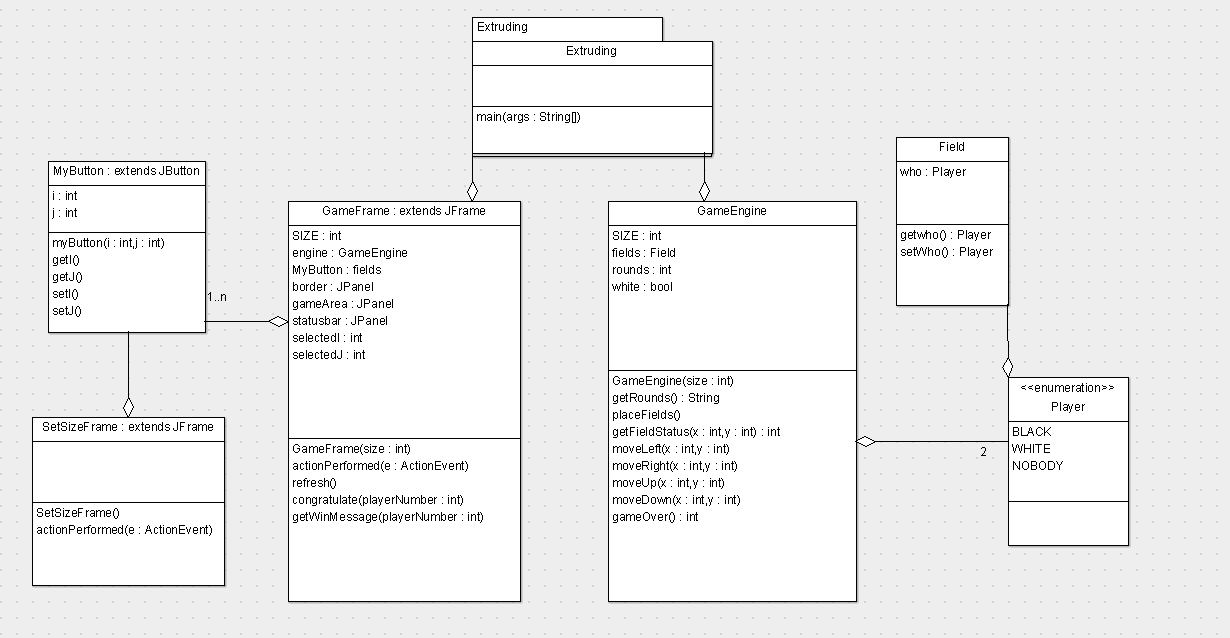 Extruding
Extruding
main(args : String[])
MyButton : extends JButton
i : int
j : int
myButton(i : int,j : int)
getI()
getJ()
setI()
setJ()
1..n
SetSizeFrame : extends JFrame
SetSizeFrame()
actionPerformed(e : ActionEvent)
GameFrame : extends JFrame
SIZE : int
engine : GameEngine
MyButton : fields
border : JPanel
gameArea : JPanel
statusbar : JPanel
selectedI : int
selectedJ : int
GameFrame(size : int)
actionPerformed(e : ActionEvent)
refresh()
congratulate(playerNumber : int)
getWinMessage(playerNumber : int)
GameEngine
SIZE : int
fields : Field
rounds : int
white : bool
GameEngine(size : int)
getRounds() : String
placeFields()
getFieldStatus(x : int,y : int) : int
moveLeft(x : int,y : int)
moveRight(x : int,y : int)
moveUp(x : int,y : int)
moveDown(x : int,y : int)
gameOver() : int
Field
who : Player
getwho() : Player
setWho() : Player
2
<<enumeration>>
Player
BLACK
WHITE
NOBODY